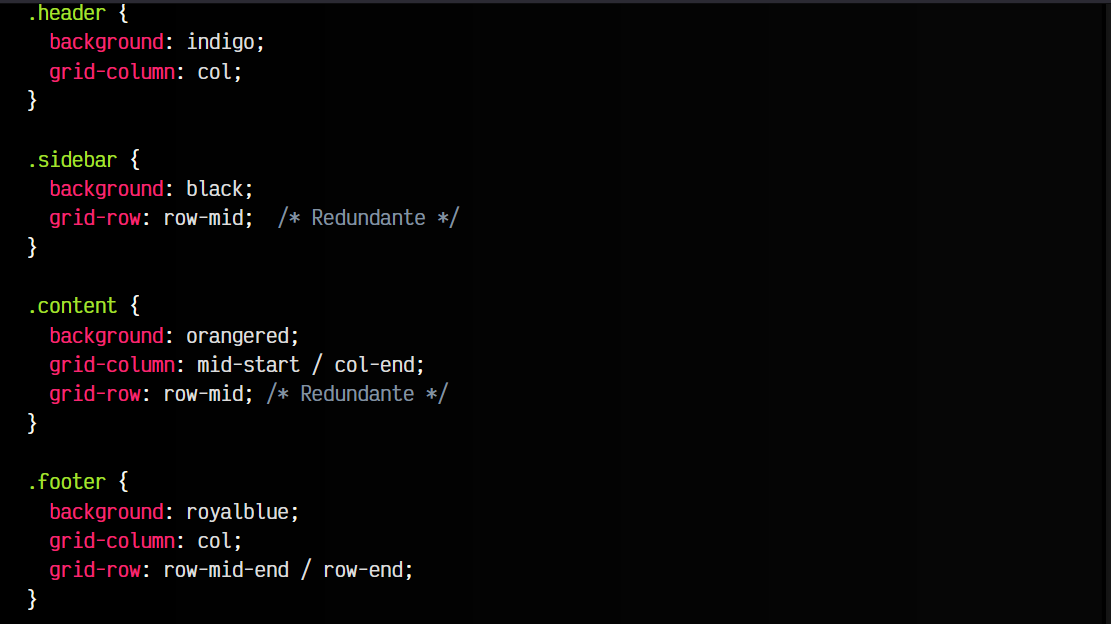 .header {
  background: indigo;
  grid-column: col;
}

.sidebar {
  background: black;
  grid-row: row-mid;  /* Redundante */
}

.content {
  background: orangered;
  grid-column: mid-start / col-end;
  grid-row: row-mid; /* Redundante */
}

.footer {
  background: royalblue;
  grid-column: col;
  grid-row: row-mid-end / row-end;
}